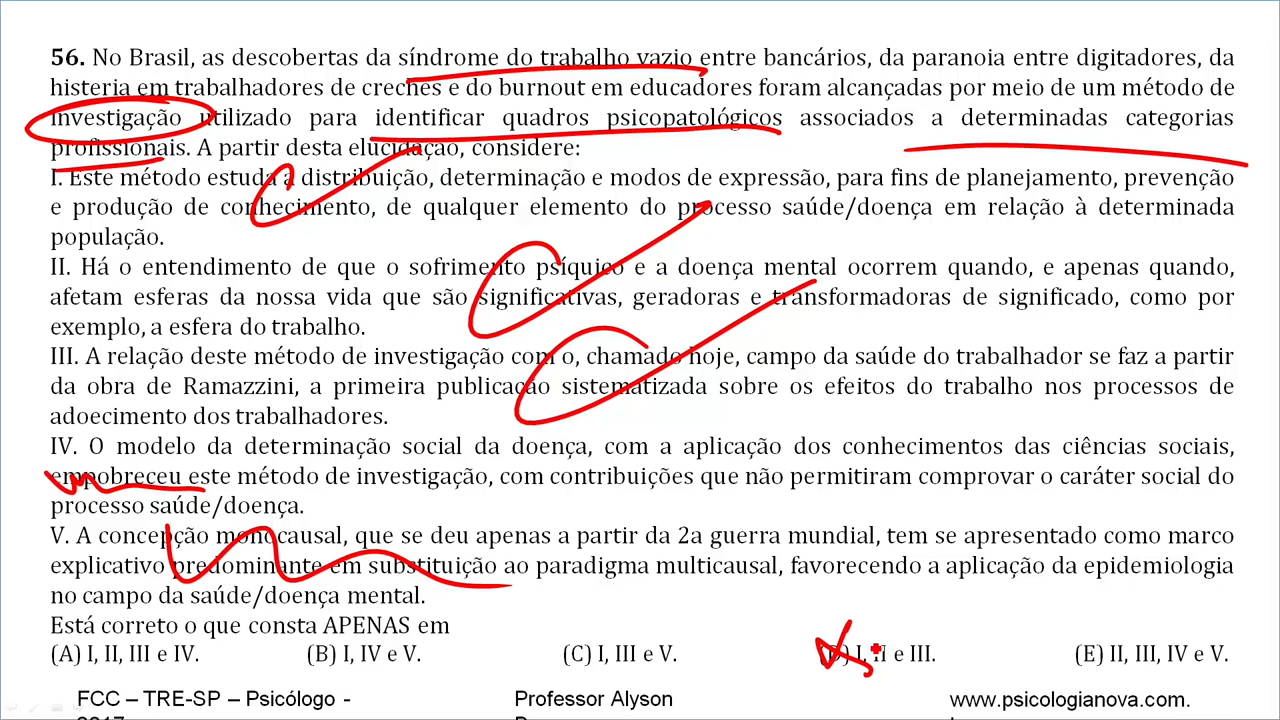 56. No Brasil, as descobertas da síndrome do trabalho vazio entre bancários, da paranoia entre digitadores, da
histeria em trabalhadores de creches e do burnout em educadores foram alcançadas por meio de um método de
investigação utilizado para identificar quadros psicopatológicos associados a determinadas categorias
profissionais. A partir desta elucidação, considere:
I. Este método estuda a distribuição, determinação e modos de expressão, para fins de planejamento, prevenção
e produção de conhecimento, de qualquer elemento do processo saúde/doença em relação à determinada
população.
II. Há o entendimento de que o sofrimento psíquico e a doença mental ocorrem quando, e apenas quando,
afetam esferas da nossa vida que são significativas, geradoras e transformadoras de significado, como por
exemplo, a esfera do trabalho.
III. A relação deste método de investigação com o, chamado hoje, campo da saúde do trabalhador se faz a partir
da obra de Ramazzini, a primeira publicação sistematizada sobre os efeitos do trabalho nos processos de
adoecimento dos trabalhadores.
IV. O modelo da determinação social da doença, com a aplicação dos conhecimentos das ciências sociais,
empobreceu este método de investigação, com contribuições que não permitiram comprovar o caráter social do
processo saúde/doença.
V. A concepção monocausal, que se deu apenas a partir da 2a guerra mundial, tem se apresentado como marco
explicativo predominante em substituição ao paradigma multicausal, favorecendo a aplicação da epidemiologia
no campo da saúde/doença mental.
Está correto o que consta APENAS em
(A) I, II, III e IV. (B) I, IV e V. (C) I, III e V. (D) I, II e III. (E) II, III, IV e V.
FCC – TRE-SP – Psicólogo - Professor Alyson www.psicologianova.com.
2017